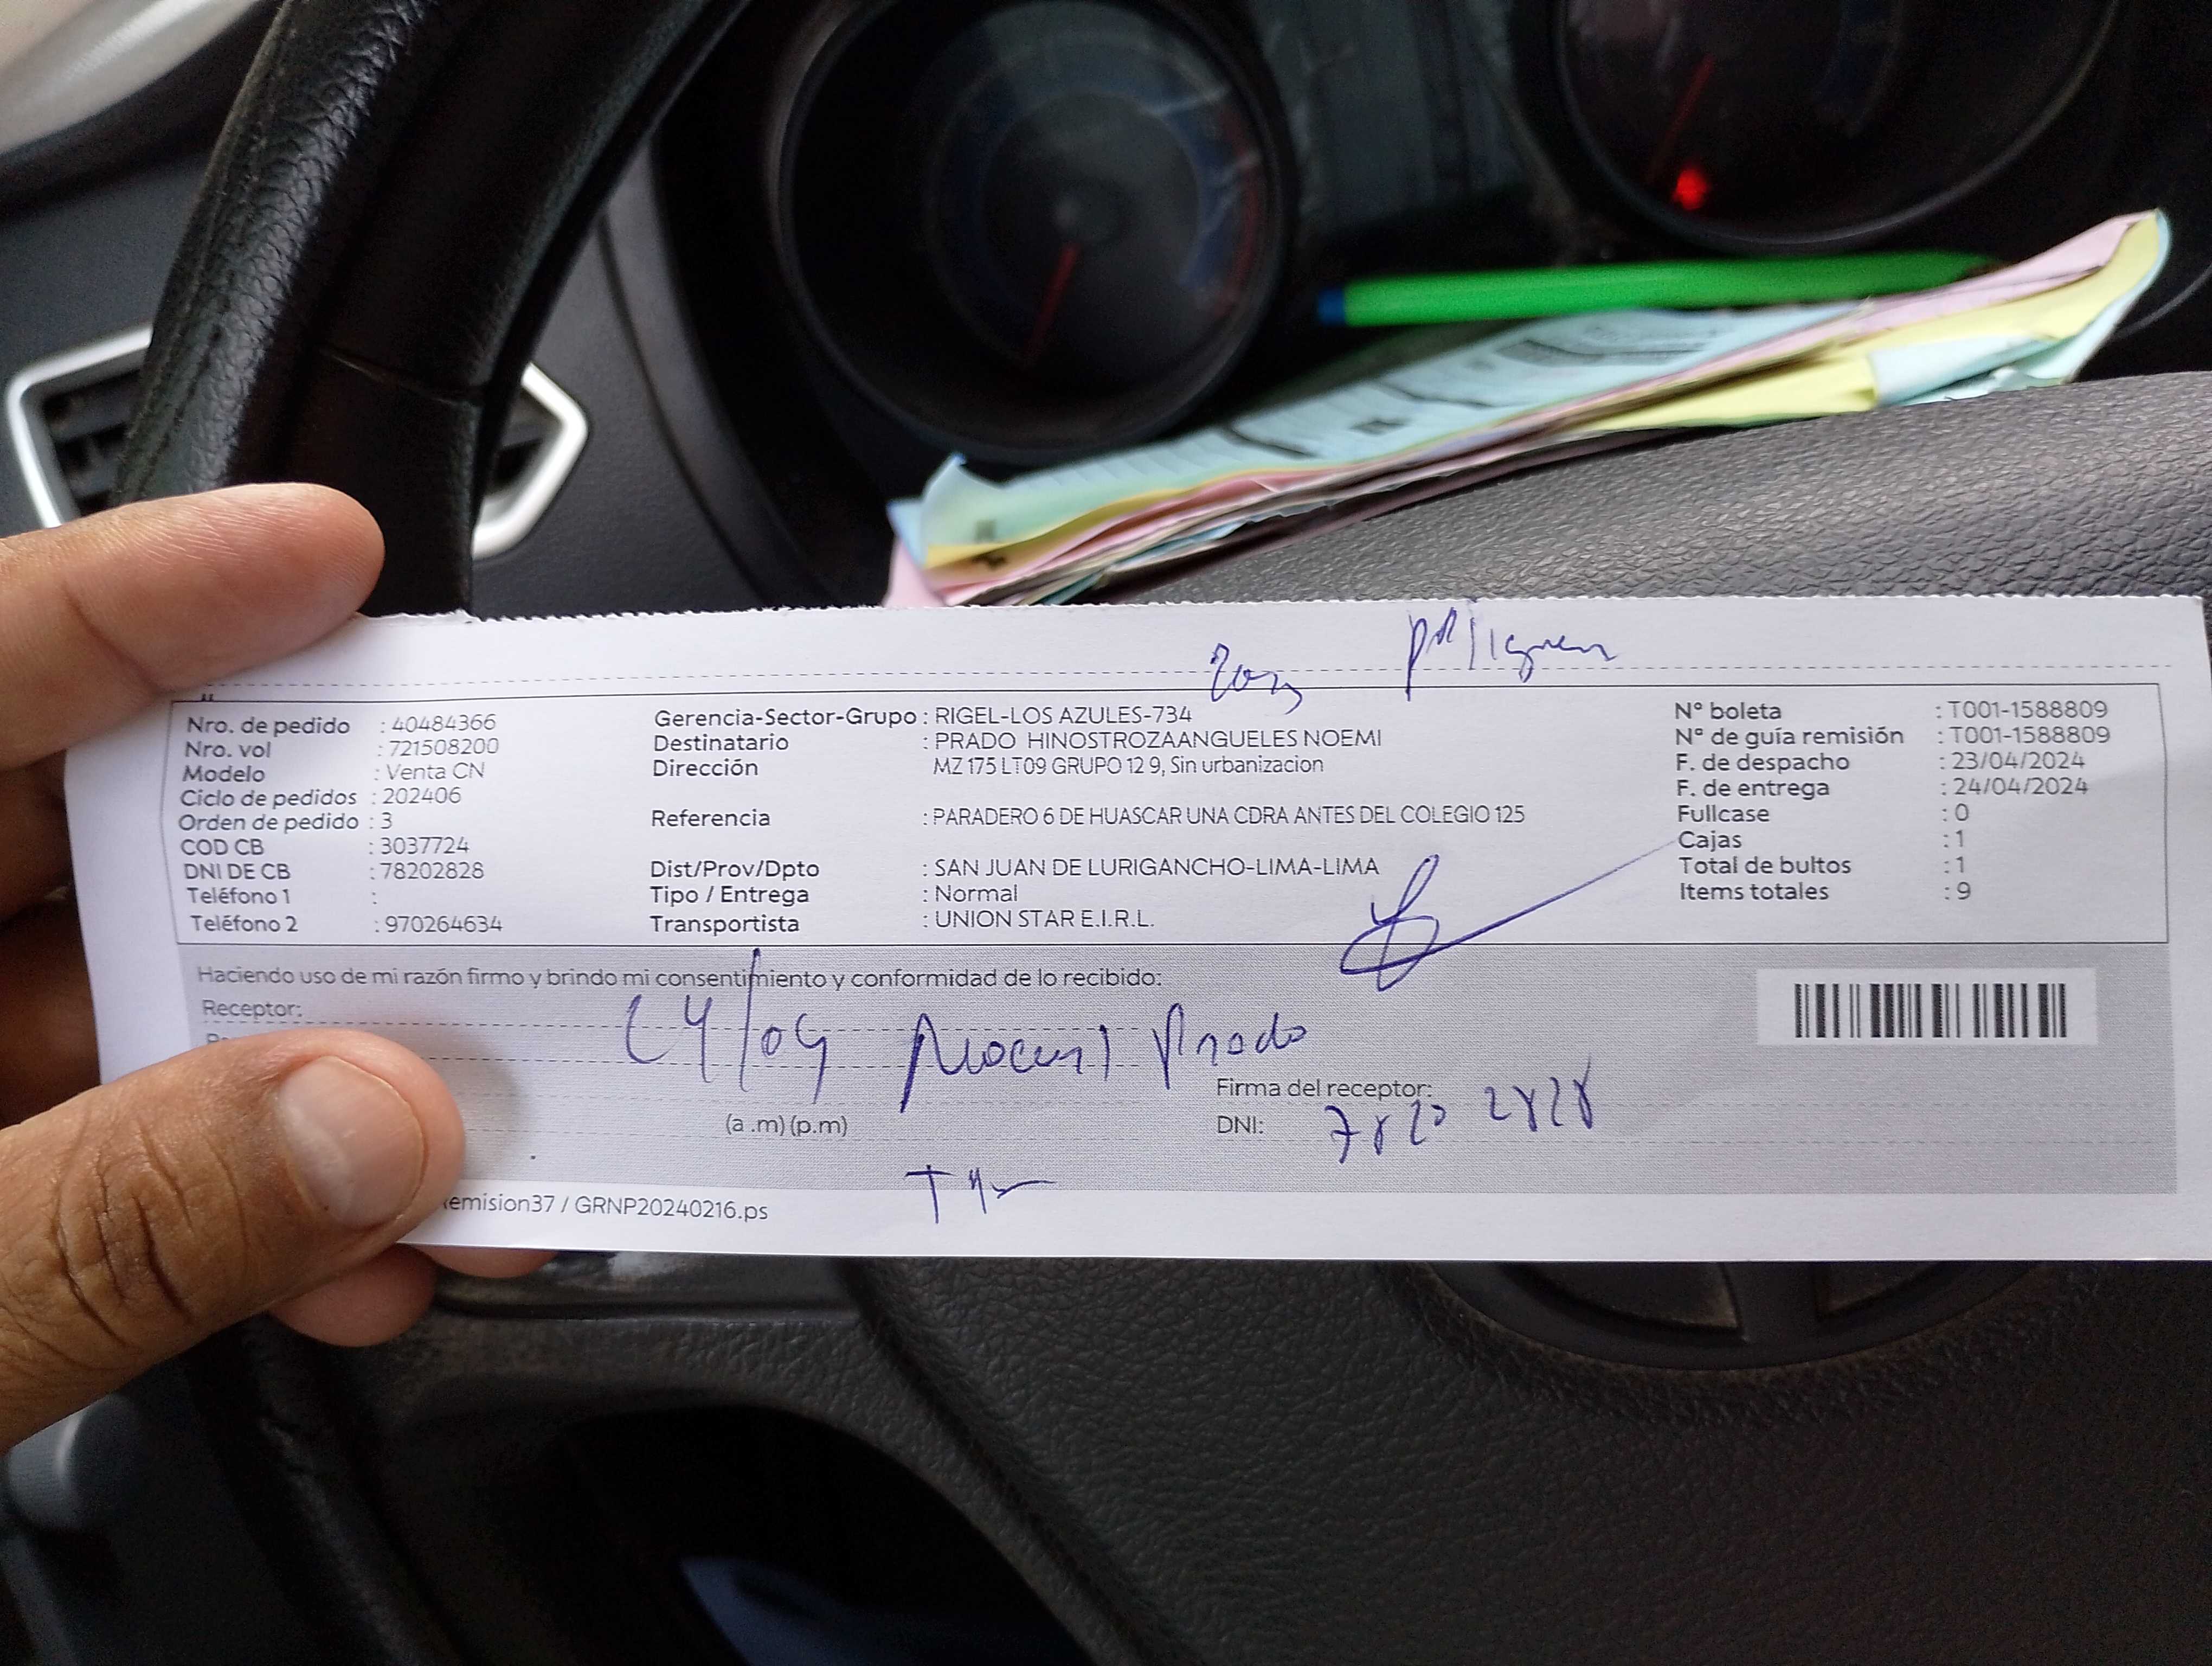 Nro. de pedido : 40484366
Nro. vol : 721508200
Modelo : Venta CN
Ciclo de pedidos : 202406
Orden de pedido : 3
COD CB : 3037724
DNI DE CB : 78202828
Teléfono 1 :
Teléfono 2 : 970264634
Gerencia-Sector-Grupo : RIGEL-LOS AZULES-734
Destinatario : PRADO HINOSTROZAANGUELES NOEMI
Dirección MZ 175 LT09 GRUPO 12 9, Sin urbanizacion
Referencia : PARADERO 6 DE HUASCAR UNA CDRA ANTES DEL COLEGIO 125
Dist/Prov/Dpto : SAN JUAN DE LURIGANCHO-LIMA-LIMA
Tipo / Entrega : Normal
Transportista : UNION STAR E.I.R.L.
N° boleta : T001-1588809
N° de guía remisión : T001-1588809
F. de despacho : 23/04/2024
F. de entrega : 24/04/2024
Fullcase : 0
Cajas : 1
Total de bultos : 1
Items totales : 9
Haciendo uso de mi razón firmo y brindo mi consentimiento y conformidad de lo recibido:
Receptor:
24/04 Noemi Prado
Firma del receptor:
(a .m) (p.m)
DNI: 78202828
emision37 / GRNP20240216.ps